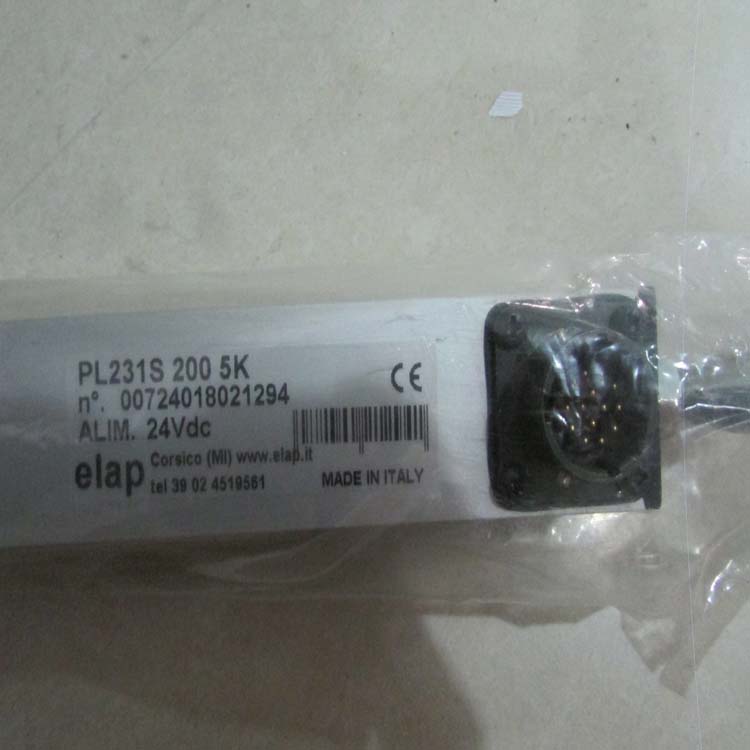 PL231S 200 5K
n°. 00724018021294
ALIM. 24Vdc
CE
elap
Corsico (MI) www.elap.it
tel 39 02 4519561
MADE IN ITALY